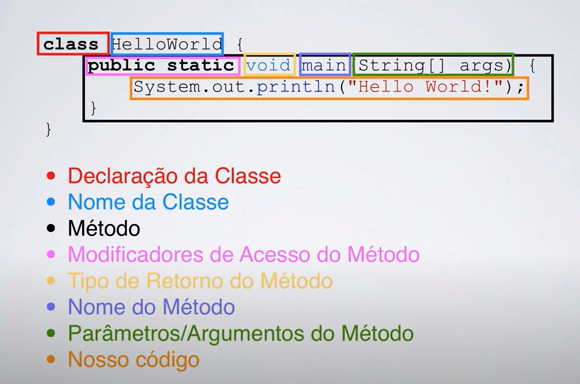 class HelloWorld {
public static void main String[] args) {
System.out.println("Hello World!");
}
}
• Declaração da Classe
• Nome da Classe
• Método
• Modificadores de Acesso do Método
• Tipo de Retorno do Método
• Nome do Método
• Parâmetros/Argumentos do Método
• Nosso código